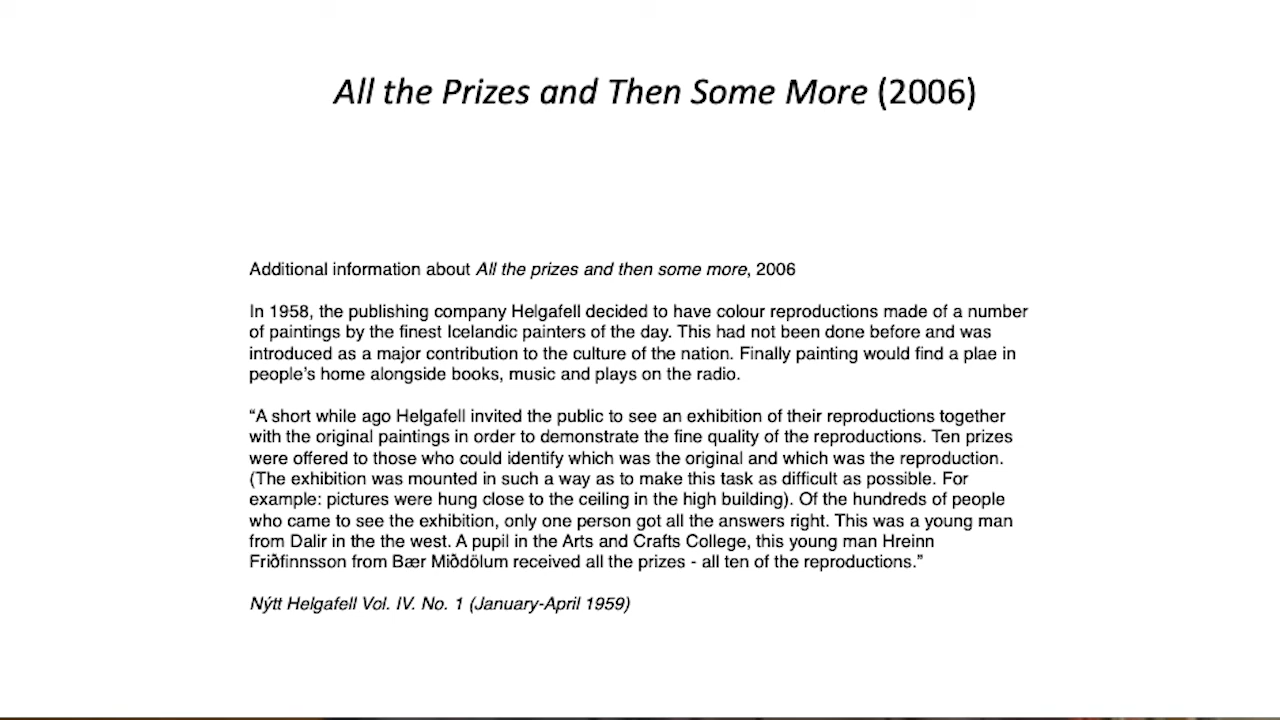 All the Prizes and Then Some More (2006)
Additional information about All the prizes and then some more, 2006
In 1958, the publishing company Helgafell decided to have colour reproductions made of a number
of paintings by the finest Icelandic painters of the day. This had not been done before and was
introduced as a major contribution to the culture of the nation. Finally painting would find a plae in
people’s home alongside books, music and plays on the radio.
“A short while ago Helgafell invited the public to see an exhibition of their reproductions together
with the original paintings in order to demonstrate the fine quality of the reproductions. Ten prizes
were offered to those who could identify which was the original and which was the reproduction.
(The exhibition was mounted in such a way as to make this task as difficult as possible. For
example: pictures were hung close to the ceiling in the high building). Of the hundreds of people
who came to see the exhibition, only one person got all the answers right. This was a young man
from Dalir in the the west. A pupil in the Arts and Crafts College, this young man Hreinn
Friðfinnsson from Bær Miðdölum received all the prizes - all ten of the reproductions.”
Nýtt Helgafell Vol. IV. No. 1 (January-April 1959)